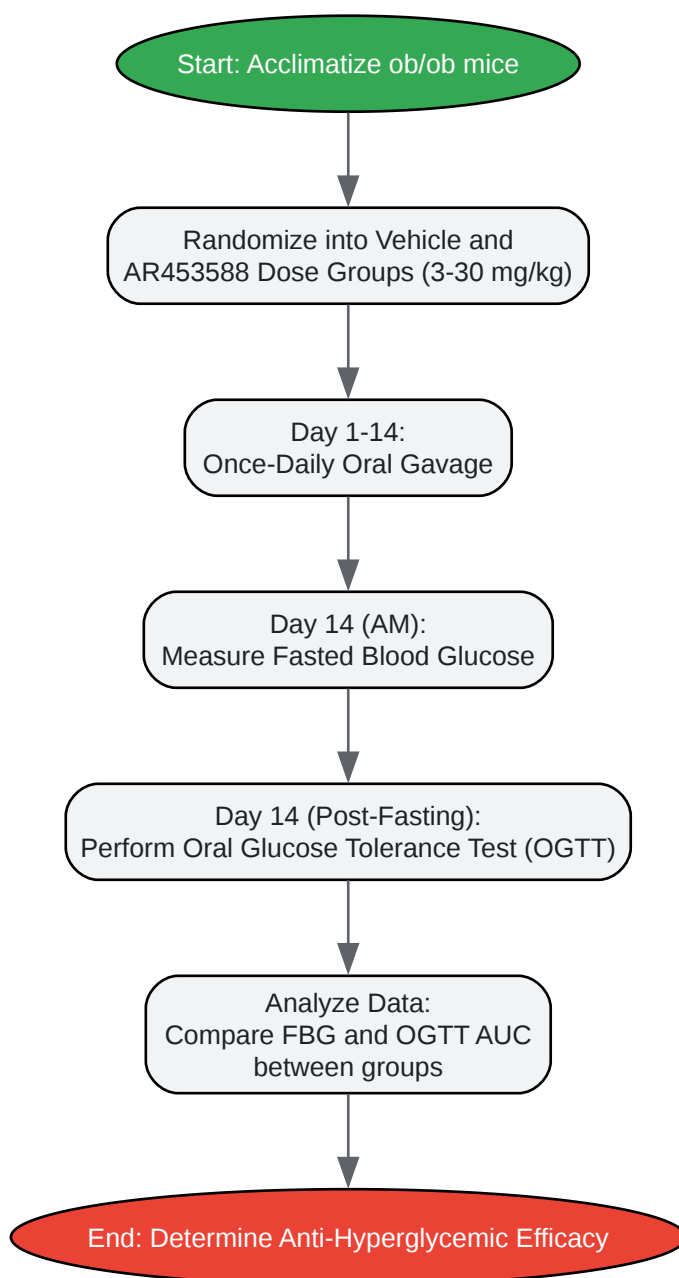 Start: Acclimatize ob/ob mice
Randomize into Vehicle and
AR453588 Dose Groups (3-30 mg/kg)
Day 1-14:
Once-Daily Oral Gavage
Day 14 (AM):
Measure Fasted Blood Glucose
Day 14 (Post-Fasting):
Perform Oral Glucose Tolerance Test (OGTT)
Analyze Data:
Compare FBG and OGTT AUC
between groups
End: Determine Anti-Hyperglycemic Efficacy